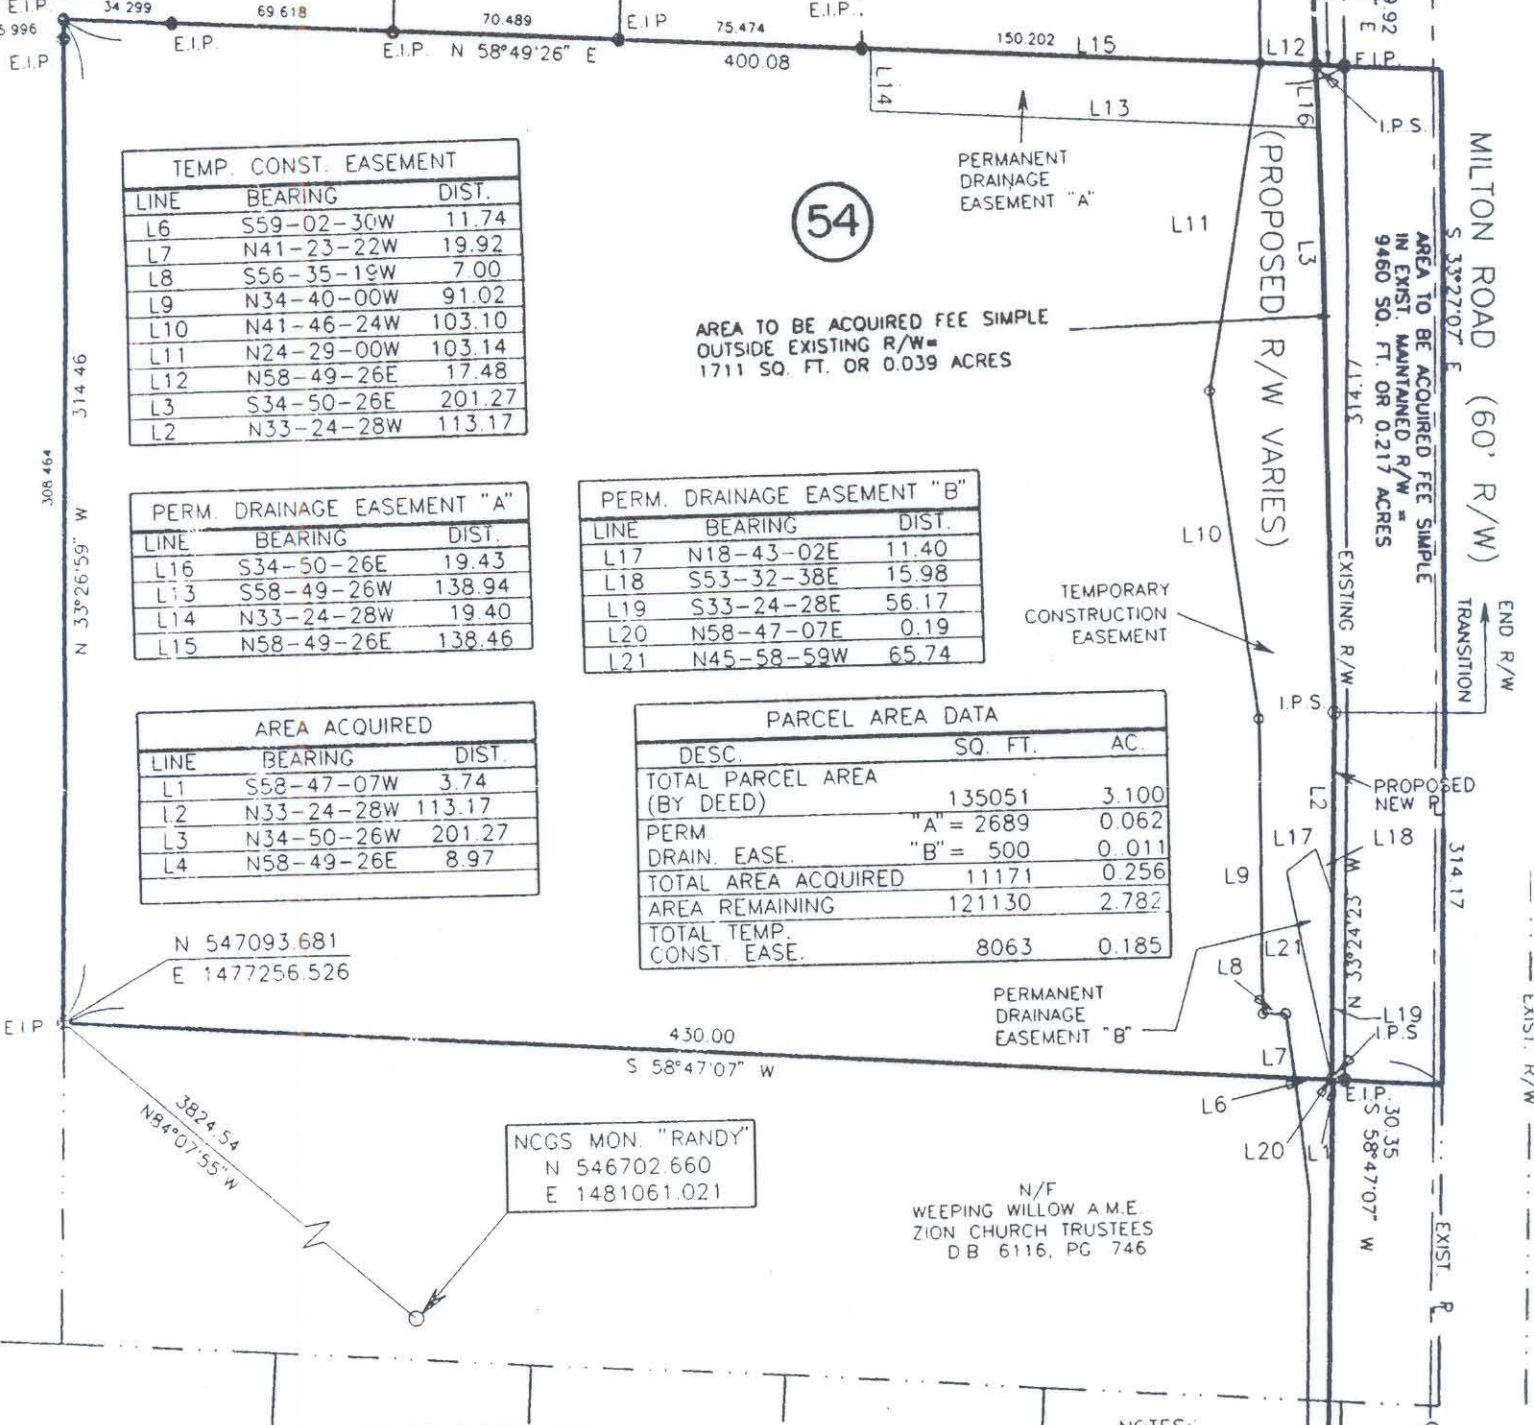 E.I.P.
34 299
69 618
70.489
E.I.P
75.474
E.I.P.
150.202
L15
L12
E.I.P.
E.I.P
E.I.P.
E.I.P.
N 58°49'26" E
400.08
L14
L13
L16
I.P.S.
PERMANENT
DRAINAGE
EASEMENT "A"
54
TEMP. CONST. EASEMENT
LINE BEARING DIST.
L6 S59-02-30W 11.74
L7 N41-23-22W 19.92
L8 S56-35-19W 7.00
L9 N34-40-00W 91.02
L10 N41-46-24W 103.10
L11 N24-29-00W 103.14
L12 N58-49-26E 17.48
L3 S34-50-26E 201.27
L2 N33-24-28W 113.17
L11
(PROPOSED R/W VARIES)
L3
AREA TO BE ACQUIRED FEE SIMPLE
OUTSIDE EXISTING R/W=
1711 SQ. FT. OR 0.039 ACRES
MILTON ROAD (60' R/W)
S 33°27'07" E
AREA TO BE ACQUIRED FEE SIMPLE
IN EXIST. MAINTAINED R/W =
9460 SQ. FT. OR 0.217 ACRES
314.17
314 46
308 464
N 33°26'59" W
PERM. DRAINAGE EASEMENT "A"
LINE BEARING DIST.
L16 S34-50-26E 19.43
L13 S58-49-26W 138.94
L14 N33-24-28W 19.40
L15 N58-49-26E 138.46
PERM. DRAINAGE EASEMENT "B"
LINE BEARING DIST.
L17 N18-43-02E 11.40
L18 S53-32-38E 15.98
L19 S33-24-28E 56.17
L20 N58-47-07E 0.19
L21 N45-58-59W 65.74
L10
TEMPORARY
CONSTRUCTION
EASEMENT
EXISTING R/W
END R/W
TRANSITION
I.P.S.
AREA ACQUIRED
LINE BEARING DIST.
L1 S58-47-07W 3.74
L2 N33-24-28W 113.17
L3 N34-50-26W 201.27
L4 N58-49-26E 8.97
PARCEL AREA DATA
DESC. SQ. FT. AC.
TOTAL PARCEL AREA
(BY DEED) 135051 3.100
PERM. "A"= 2689 0.062
DRAIN. EASE. "B"= 500 0.011
TOTAL AREA ACQUIRED 11171 0.256
AREA REMAINING 121130 2.782
TOTAL TEMP.
CONST. EASE. 8063 0.185
PROPOSED
NEW R
L2
L17
L18
314.17
L9
N 33°24'23" W
L21
L8
L19
I.P.S
EXIST. R/W
N 547093.681
E 1477256.526
E I P
430.00
S 58°47'07" W
PERMANENT
DRAINAGE
EASEMENT "B"
L7
L6
L20
L1
E.I.P.
30.35
S 58°47'07" W
3824.54
N84°07'55" W
NCGS MON. "RANDY"
N 546702.660
E 1481061.021
N/F
WEEPING WILLOW A.M.E.
ZION CHURCH TRUSTEES
D B 6116, PG 746
EXIST. R
NOTES: